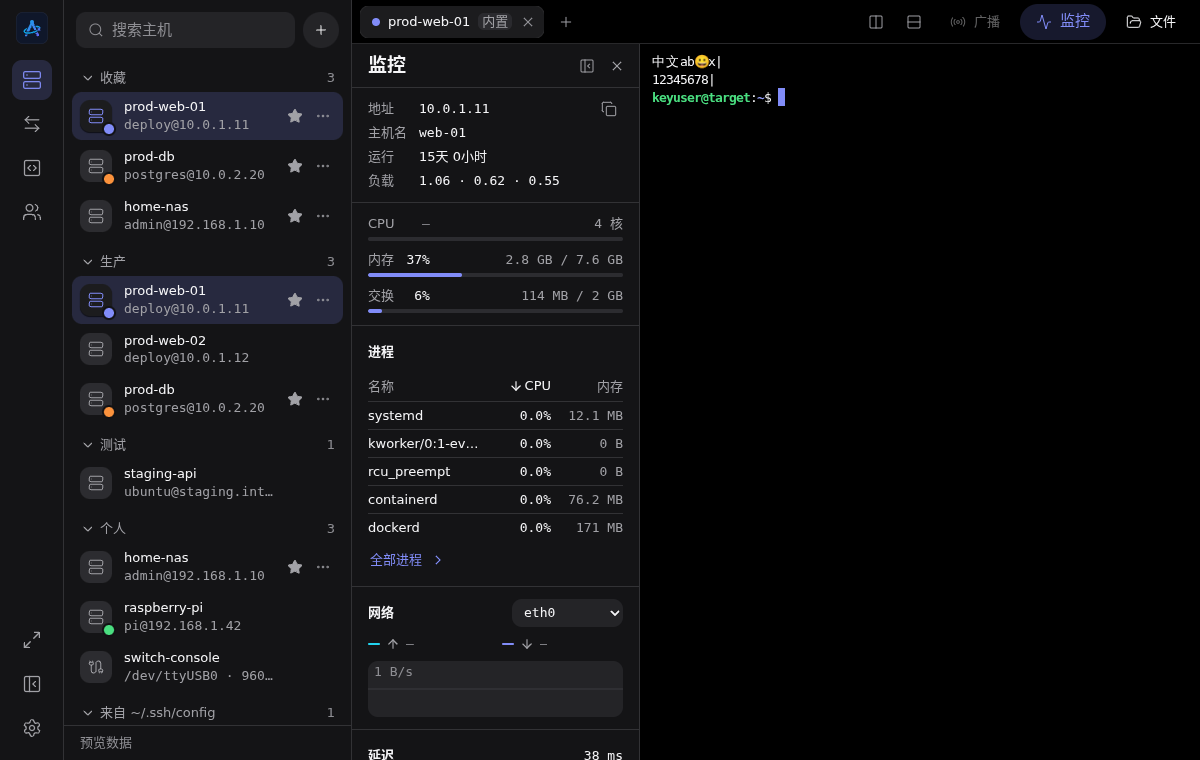 搜索主机
收藏 3
prod-web-01
deploy@10.0.1.11
prod-db
postgres@10.0.2.20
home-nas
admin@192.168.1.10
生产 3
prod-web-01
deploy@10.0.1.11
prod-web-02
deploy@10.0.1.12
prod-db
postgres@10.0.2.20
测试 1
staging-api
ubuntu@staging.int…
个人 3
home-nas
admin@192.168.1.10
raspberry-pi
pi@192.168.1.42
switch-console
/dev/ttyUSB0 · 960…
来自 ~/.ssh/config 1
预览数据
prod-web-01 内置
广播 监控 文件
监控
地址 10.0.1.11
主机名 web-01
运行 15天 0小时
负载 1.06 · 0.62 · 0.55
CPU — 4 核
内存 37% 2.8 GB / 7.6 GB
交换 6% 114 MB / 2 GB
进程
名称 CPU 内存
systemd 0.0% 12.1 MB
kworker/0:1-ev… 0.0% 0 B
rcu_preempt 0.0% 0 B
containerd 0.0% 76.2 MB
dockerd 0.0% 171 MB
全部进程
网络 eth0
↑ — ↓ —
1 B/s
延迟 38 ms
中文ab😀x|
12345678|
keyuser@target:~$